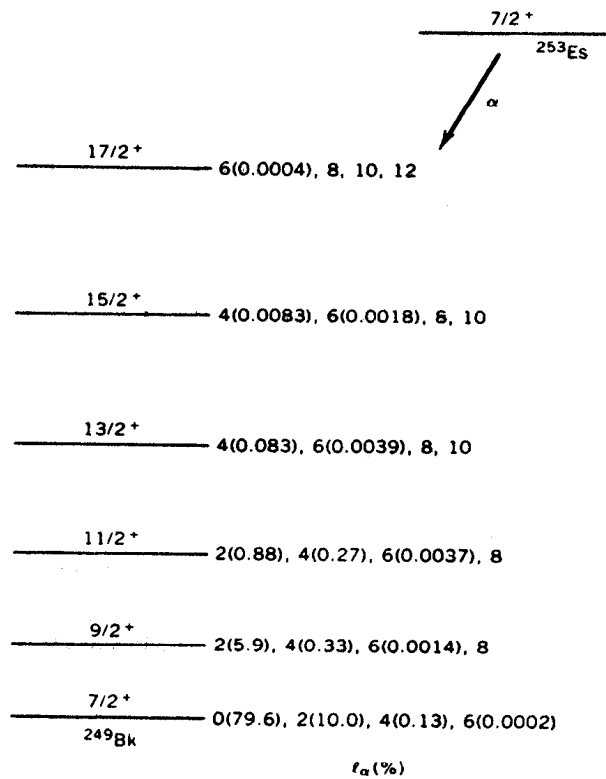 7/2⁺
²⁵³Es
α
17/2⁺
6(0.0004), 8, 10, 12
15/2⁺
4(0.0083), 6(0.0018), 8, 10
13/2⁺
4(0.083), 6(0.0039), 8, 10
11/2⁺
2(0.88), 4(0.27), 6(0.0037), 8
9/2⁺
2(5.9), 4(0.33), 6(0.0014), 8
7/2⁺
0(79.6), 2(10.0), 4(0.13), 6(0.0002)
²⁴⁹Bk
ℓα(%)